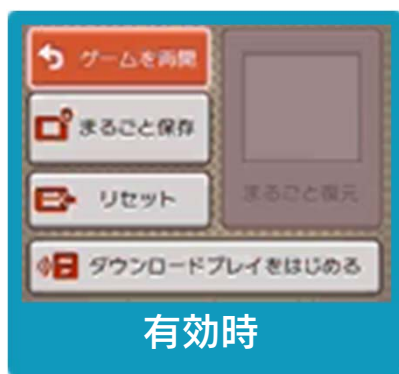 ゲームを再開
まるごと保存
リセット
まるごと復元
ダウンロードプレイをはじめる
有効時